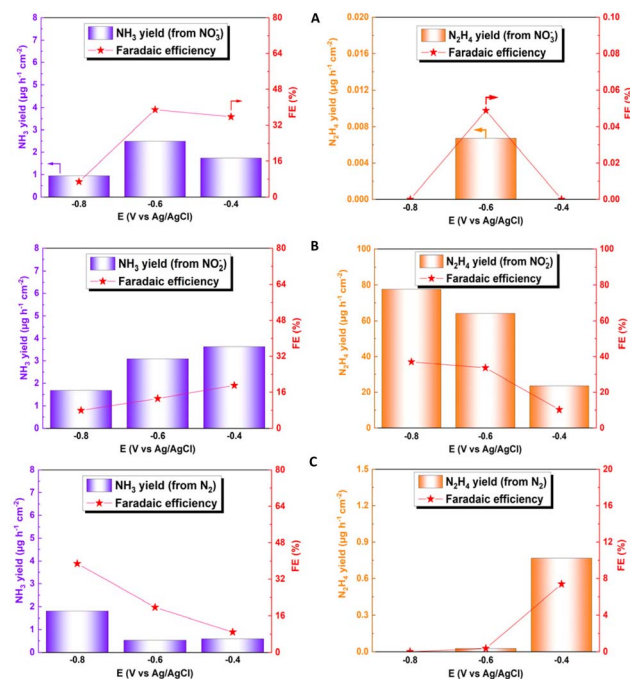 A
NH₃ yield (from NO₃⁻)
Faradaic efficiency
NH₃ yield (µg h⁻¹ cm⁻²)
8
7
6
5
4
3
2
1
0
80
64
48
36
16
0
FE (%)
-0.8 -0.6 -0.4
E (V vs Ag/AgCl)
N₂H₄ yield (from NO₃⁻)
Faradaic efficiency
N₂H₄ yield (µg h⁻¹ cm⁻²)
0.020
0.016
0.012
0.008
0.004
0.000
0.10
0.08
0.06
0.04
0.02
0.00
FE (%)
-0.8 -0.6 -0.4
E (V vs Ag/AgCl)
B
NH₃ yield (from NO₂⁻)
Faradaic efficiency
NH₃ yield (µg h⁻¹ cm⁻²)
8
7
6
5
4
3
2
1
0
80
64
48
36
16
0
FE (%)
-0.8 -0.6 -0.4
E (V vs Ag/AgCl)
N₂H₄ yield (from NO₂⁻)
Faradaic efficiency
N₂H₄ yield (µg h⁻¹ cm⁻²)
100
80
60
40
20
0
100
80
60
40
20
0
FE (%)
-0.8 -0.6 -0.4
E (V vs Ag/AgCl)
C
NH₃ yield (from N₂)
Faradaic efficiency
NH₃ yield (µg h⁻¹ cm⁻²)
8
7
6
5
4
3
2
1
0
80
64
48
36
16
0
FE (%)
-0.8 -0.6 -0.4
E (V vs Ag/AgCl)
N₂H₄ yield (from N₂)
Faradaic efficiency
N₂H₄ yield (µg h⁻¹ cm⁻²)
1.5
1.2
0.9
0.6
0.3
0.0
20
16
12
8
4
0
FE (%)
-0.8 -0.6 -0.4
E (V vs Ag/AgCl)